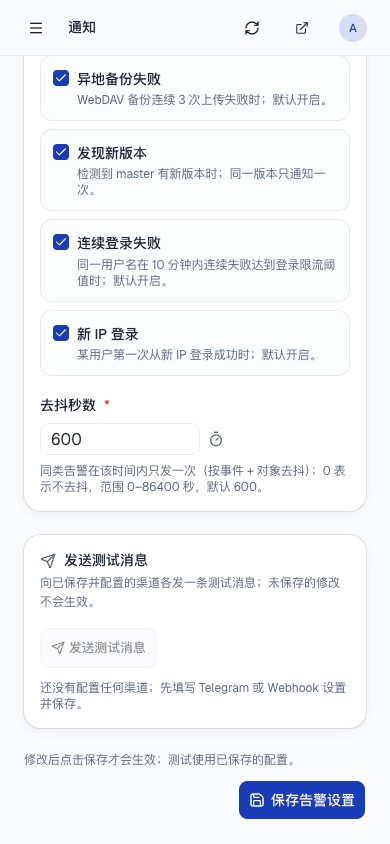 通知
A
异地备份失败
WebDAV 备份连续 3 次上传失败时；默认开启。
发现新版本
检测到 master 有新版本时；同一版本只通知一
次。
连续登录失败
同一用户名在 10 分钟内连续失败达到登录限流阈
值时；默认开启。
新 IP 登录
某用户第一次从新 IP 登录成功时；默认开启。
去抖秒数 *
600
同类告警在该时间内只发一次（按事件 + 对象去抖）；0 表
示不去抖，范围 0–86400 秒，默认 600。
发送测试消息
向已保存并配置的渠道各发一条测试消息；未保存的修改
不会生效。
发送测试消息
还没有配置任何渠道；先填写 Telegram 或 Webhook 设置
并保存。
修改后点击保存才会生效；测试使用已保存的配置。
保存告警设置